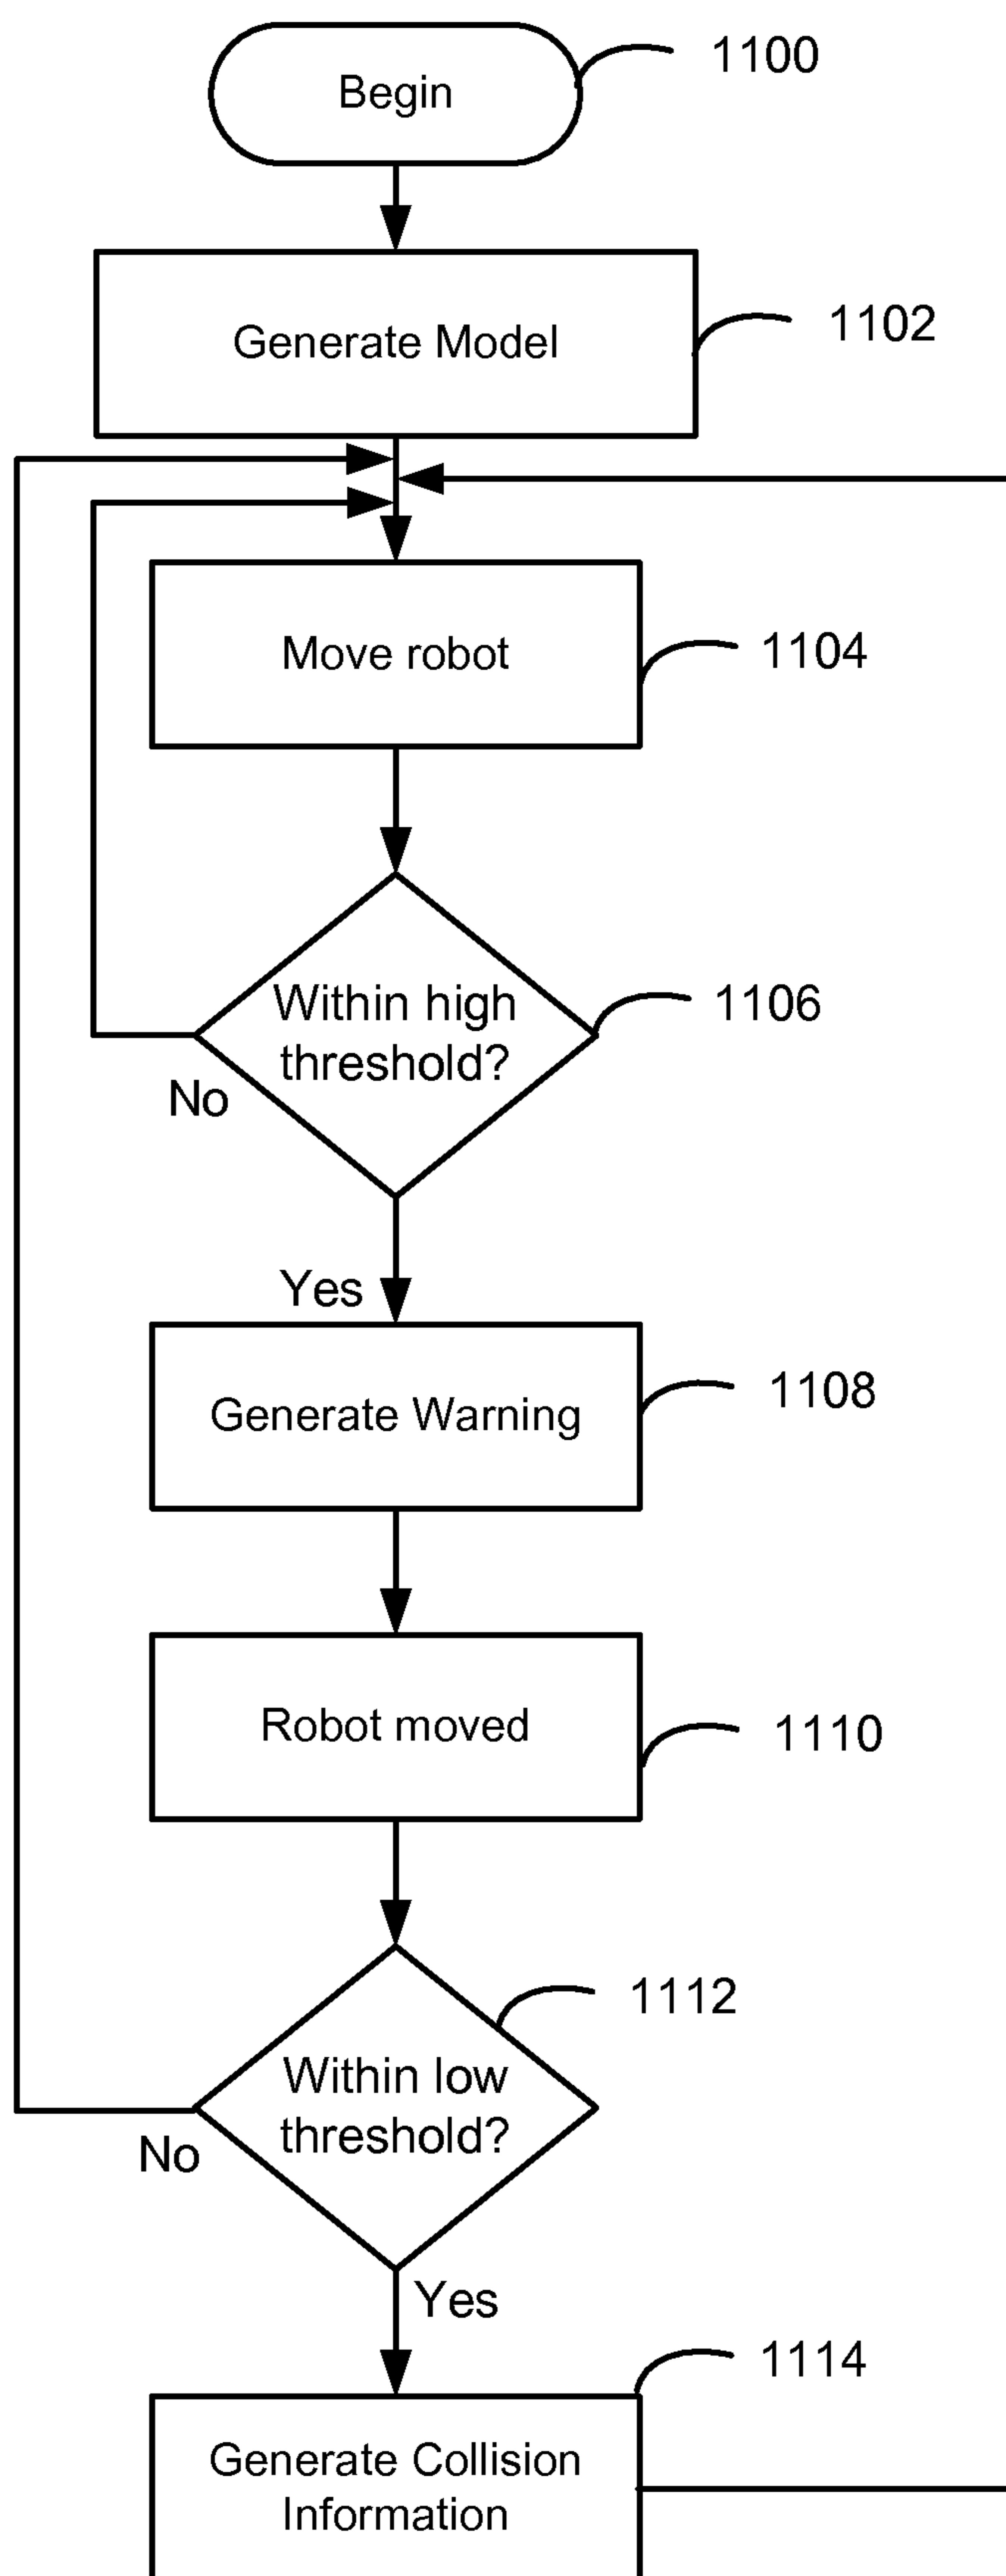 Begin
1100
Generate Model
1102
Move robot
1104
Within high
threshold?
1106
No
Yes
Generate Warning
1108
Robot moved
1110
1112
Within low
threshold?
No
Yes
1114
Generate Collision
Information